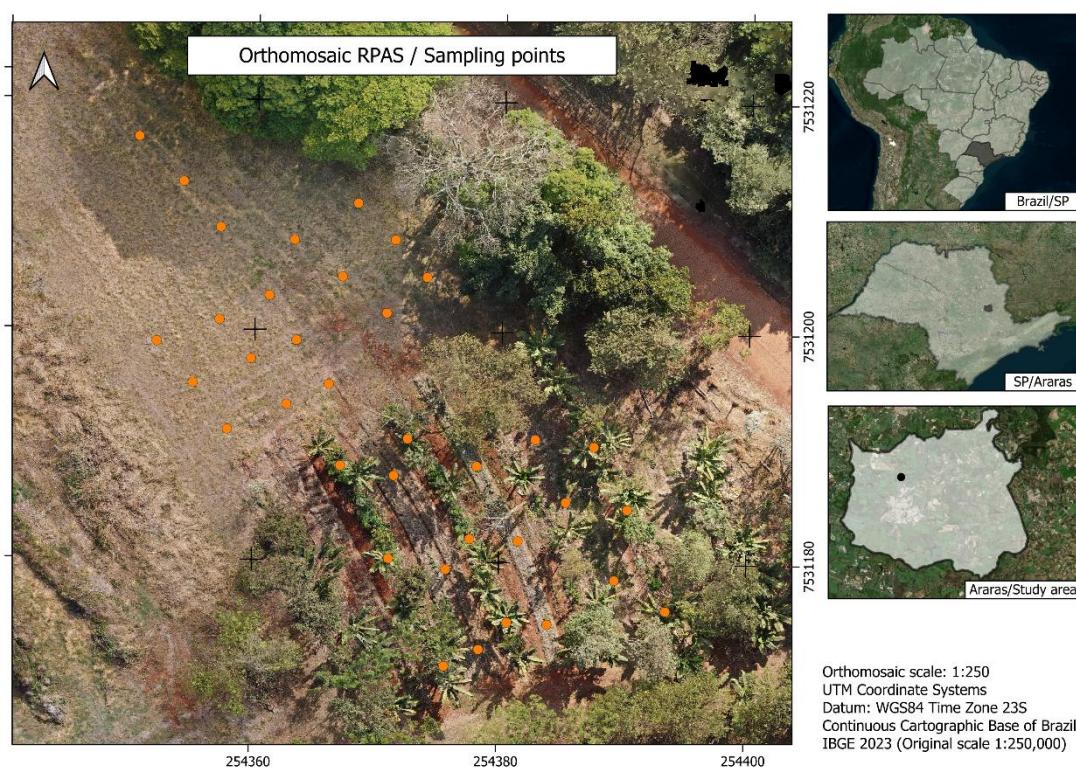 Orthomosaic RPAS / Sampling points
7531220
7531200
7531180
254360
254380
254400
Brazil/SP
SP/Araras
Araras/Study area
Orthomosaic scale: 1:250
UTM Coordinate Systems
Datum: WGS84 Time Zone 23S
Continuous Cartographic Base of Brazil
IBGE 2023 (Original scale 1:250,000)